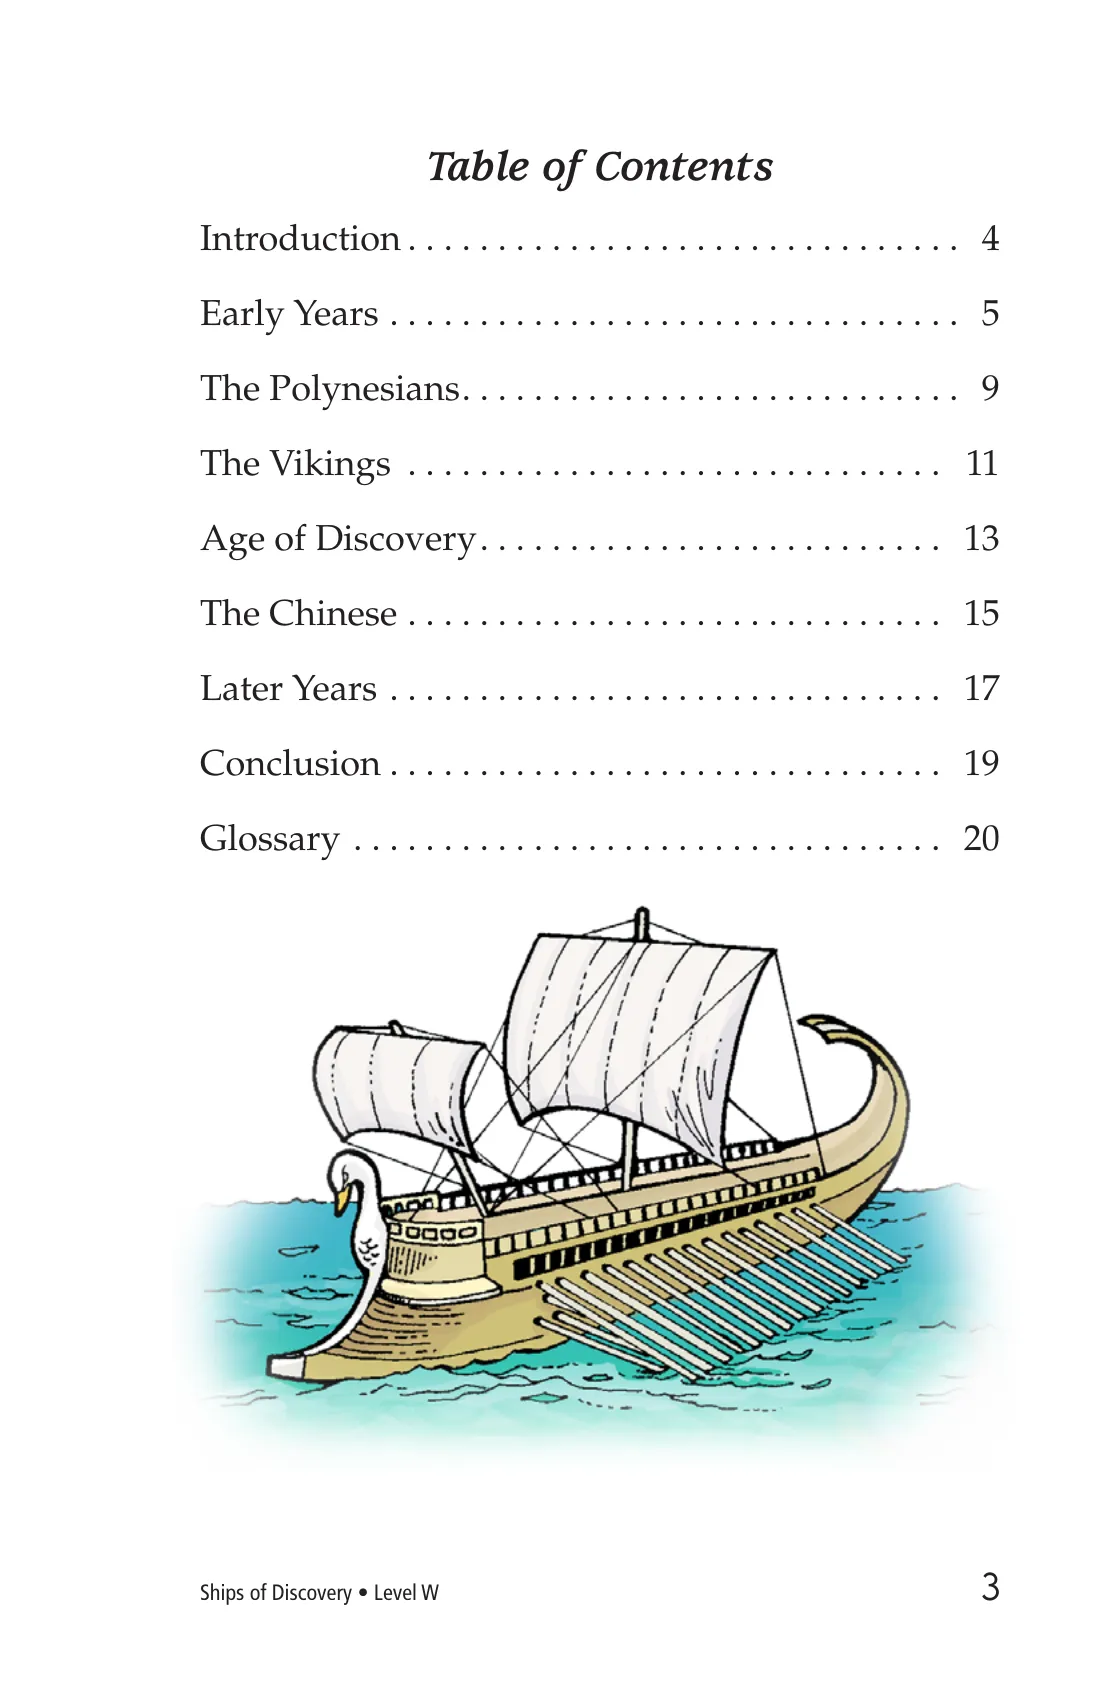 Table of Contents
Introduction . . . . . . . . . . . . . . . . . . . . . . . . . . . . . . . 4
Early Years . . . . . . . . . . . . . . . . . . . . . . . . . . . . . . . . 5
The Polynesians. . . . . . . . . . . . . . . . . . . . . . . . . . . . 9
The Vikings . . . . . . . . . . . . . . . . . . . . . . . . . . . . . . 11
Age of Discovery. . . . . . . . . . . . . . . . . . . . . . . . . . 13
The Chinese . . . . . . . . . . . . . . . . . . . . . . . . . . . . . . 15
Later Years . . . . . . . . . . . . . . . . . . . . . . . . . . . . . . . 17
Conclusion . . . . . . . . . . . . . . . . . . . . . . . . . . . . . . . 19
Glossary . . . . . . . . . . . . . . . . . . . . . . . . . . . . . . . . . 20
Ships of Discovery • Level W 3